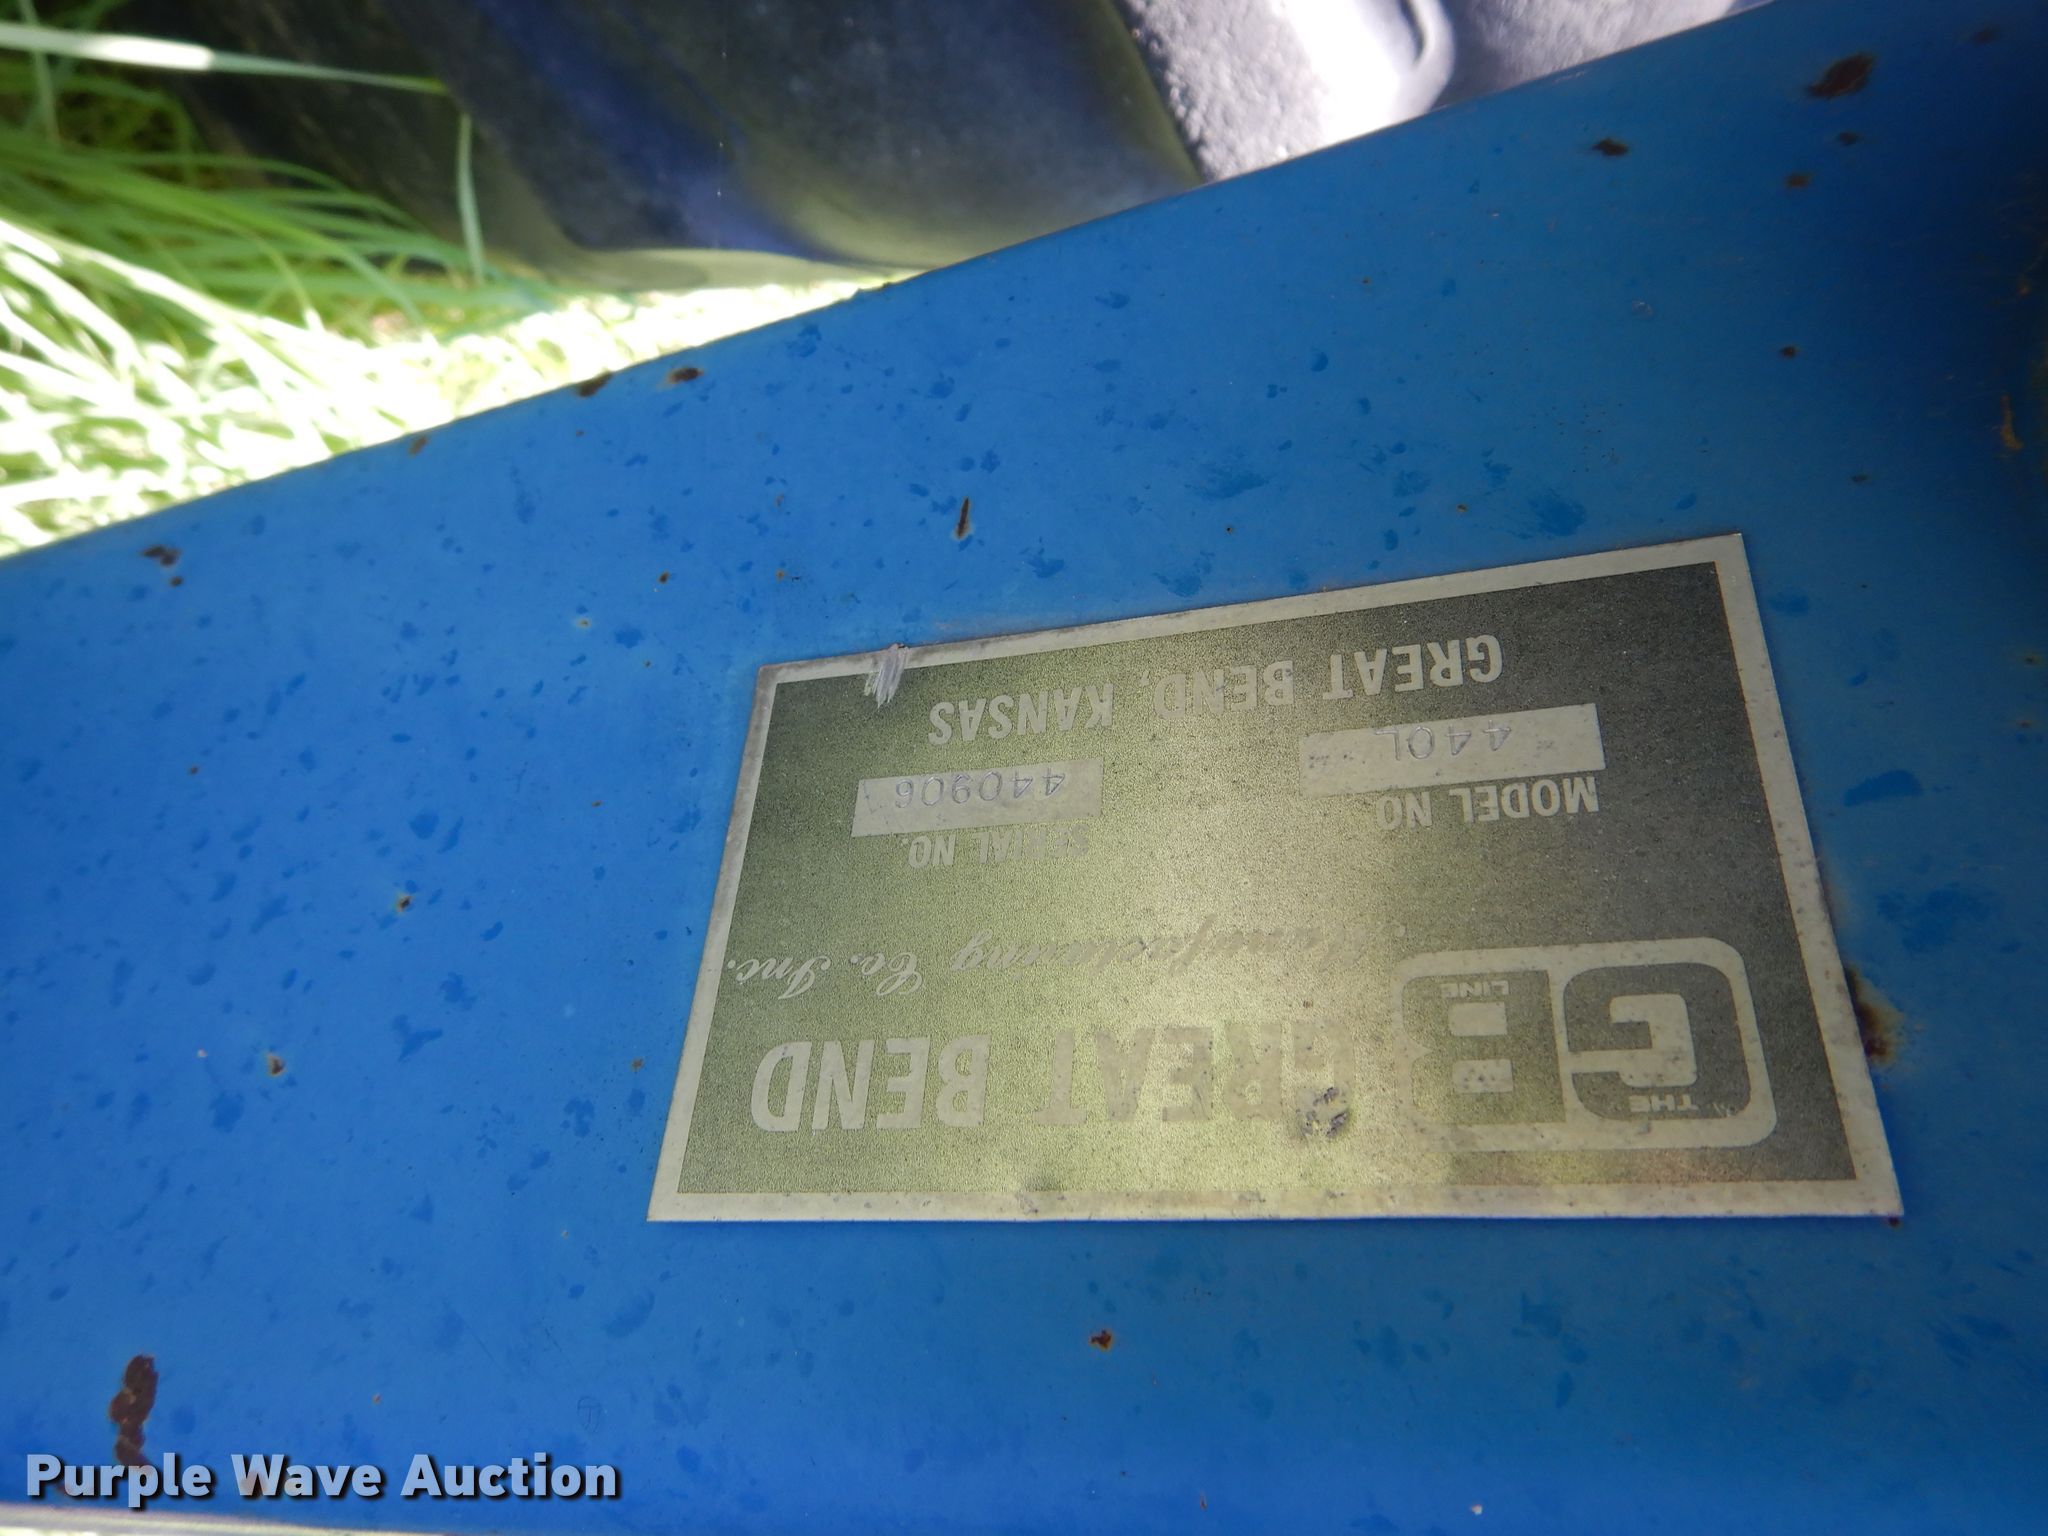 THE
GB
LINE
GREAT BEND
Manufacturing Co. Inc.
MODEL NO
440L
SERIAL NO.
440906
GREAT BEND, KANSAS
Purple Wave Auction